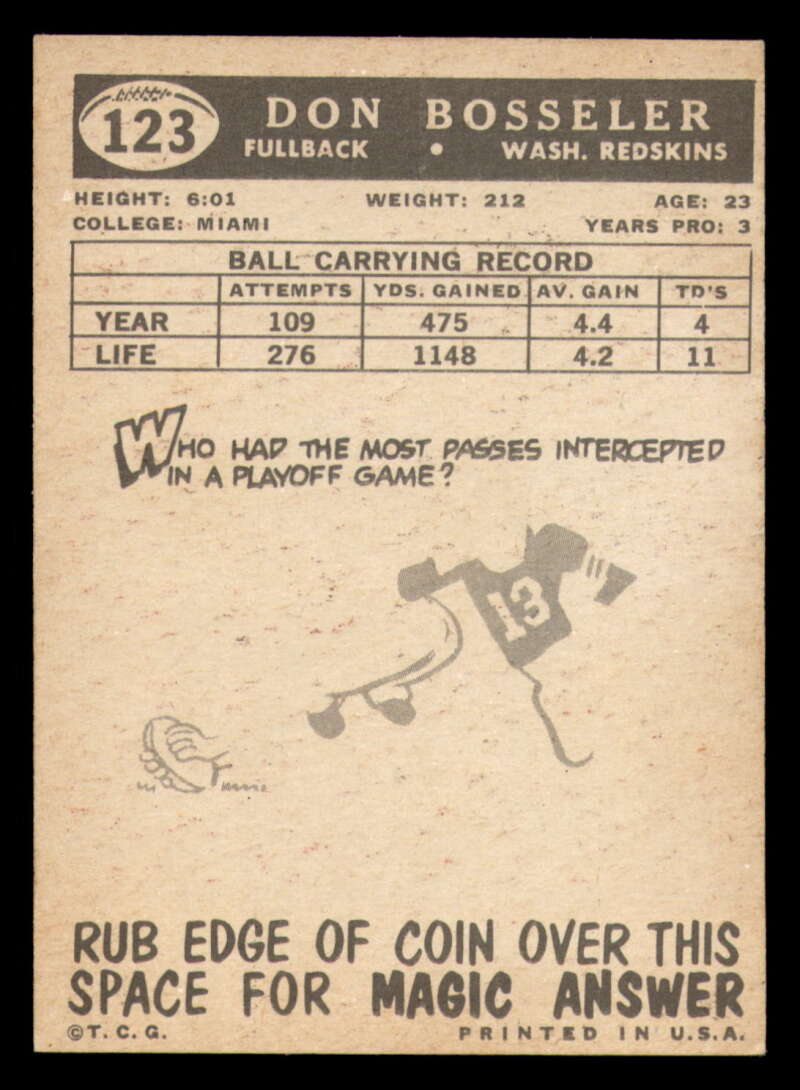 123
DON BOSSELER
FULLBACK • WASH. REDSKINS
HEIGHT: 6:01 WEIGHT: 212 AGE: 23
COLLEGE: MIAMI YEARS PRO: 3
BALL CARRYING RECORD
ATTEMPTS YDS. GAINED AV. GAIN TD'S
YEAR 109 475 4.4 4
LIFE 276 1148 4.2 11
WHO HAD THE MOST PASSES INTERCEPTED
IN A PLAYOFF GAME?
13
RUB EDGE OF COIN OVER THIS
SPACE FOR MAGIC ANSWER
©T.C.G. PRINTED IN U.S.A.